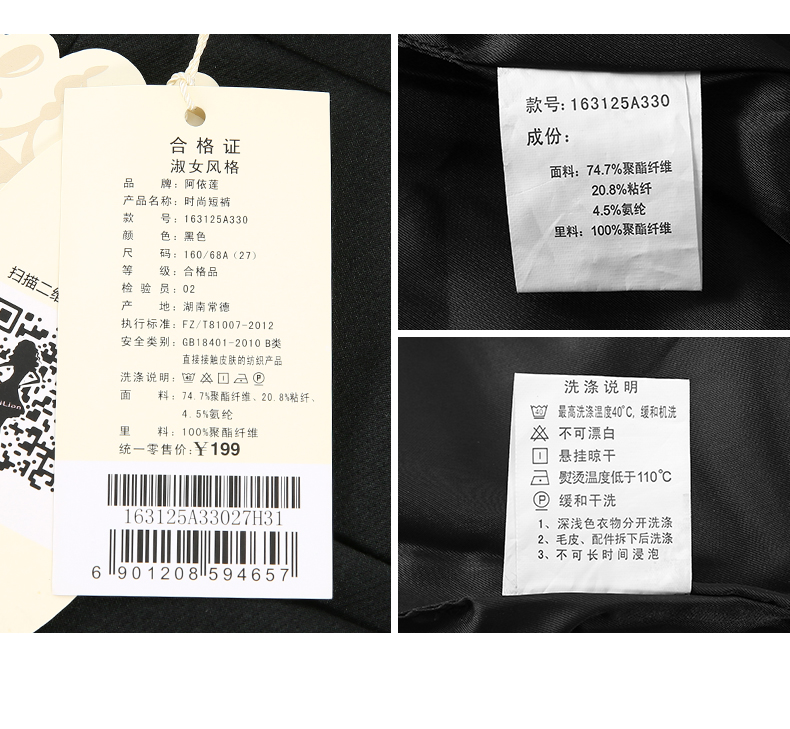 合格证
淑女风格
品 牌：阿依莲
产品名称：时尚短裤
款 号：163125A330
颜 色：黑色
尺 码：160/68A（27）
等 级：合格品
检 验 员：02
产 地：湖南常德
执行标准：FZ/T81007-2012
安全类别：GB18401-2010 B类
直接接触皮肤的纺织产品
洗涤说明：
面 料：74.7%聚酯纤维、20.8%粘纤、
4.5%氨纶
里 料：100%聚酯纤维
统一零售价：¥199
163125A33027H31
6 901208 594657
扫描二维
款号：163125A330
成份：
面料：74.7%聚酯纤维
20.8%粘纤
4.5%氨纶
里料：100%聚酯纤维
洗涤说明
最高洗涤温度40℃，缓和机洗
不可漂白
悬挂晾干
熨烫温度低于110℃
缓和干洗
1、深浅色衣物分开洗涤
2、毛皮、配件拆下后洗涤
3、不可长时间浸泡